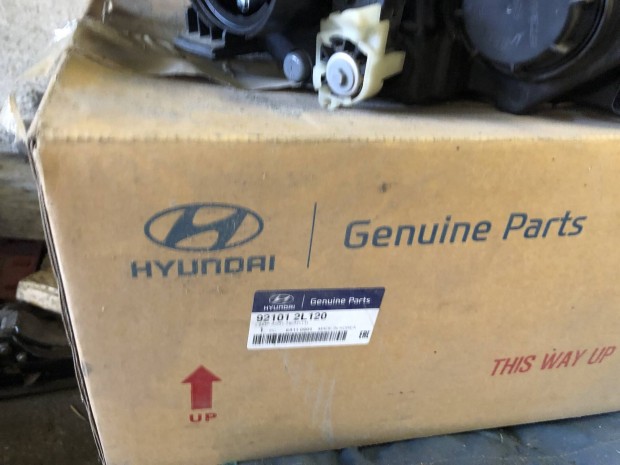 HYUNDAI
Genuine Parts
HYUNDAI
Genuine Parts
92101 2L120
THIS WAY UP
UP